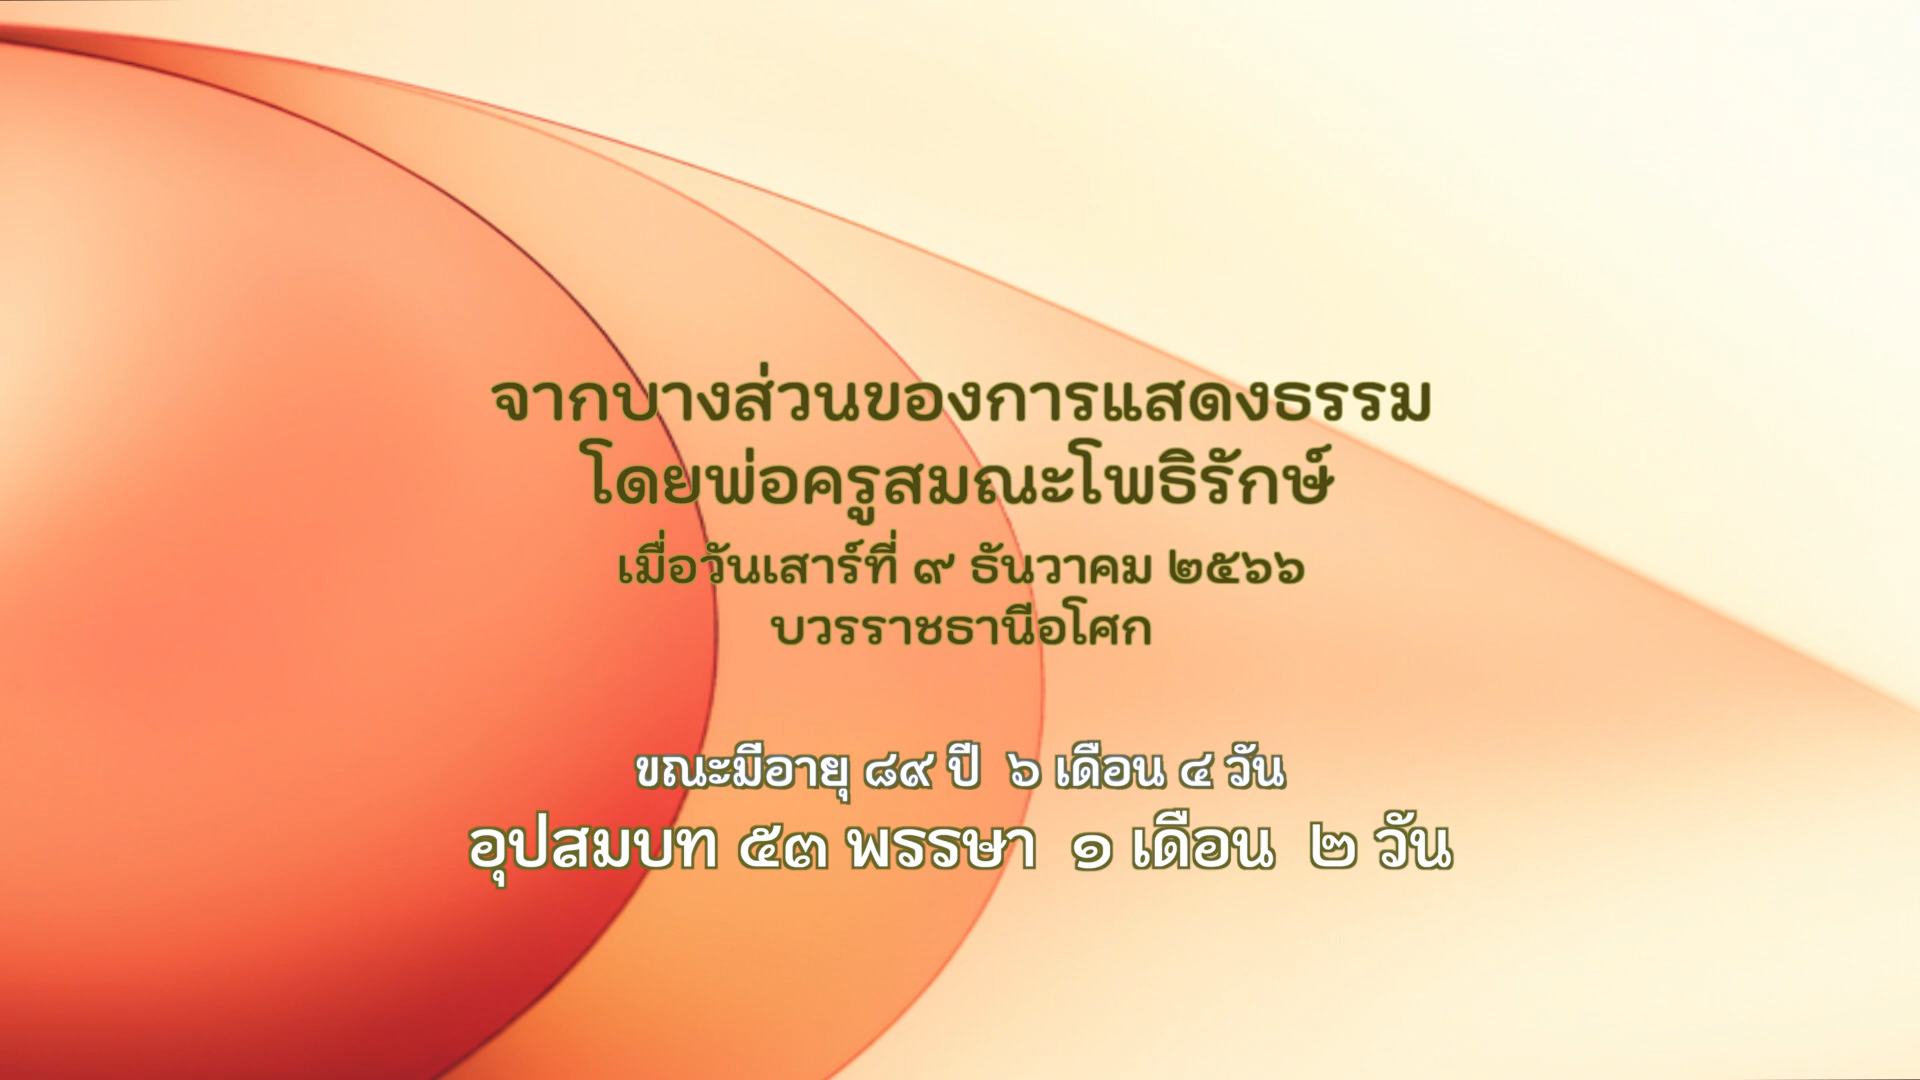 จากบางส่วนของการแสดงธรรม
โดยพ่อครูสมณะโพธิรักษ์
เมื่อวันเสาร์ที่ ๙ ธันวาคม ๒๕๖๖
บวรราชธานีอโศก
ขณะมีอายุ ๘๙ ปี ๖ เดือน ๔ วัน
อุปสมบท ๕๓ พรรษา ๑ เดือน ๒ วัน